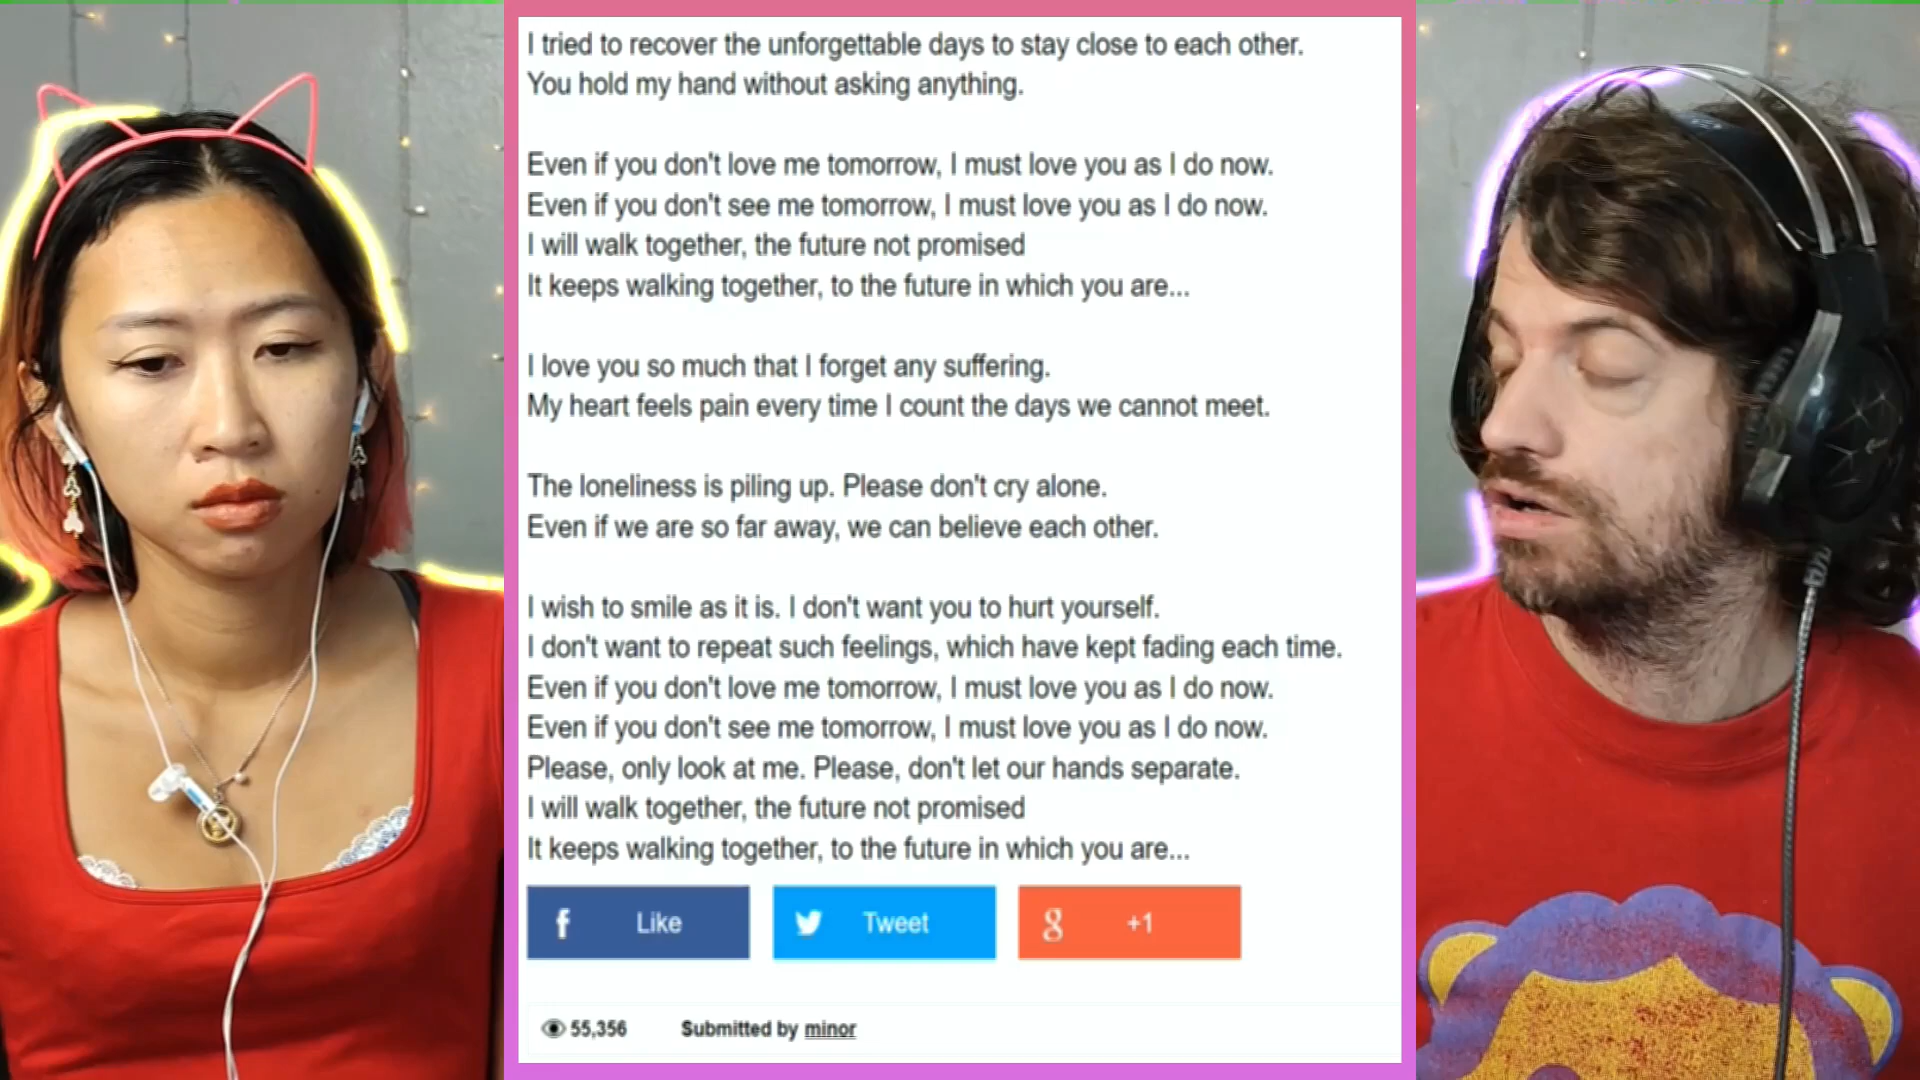 I tried to recover the unforgettable days to stay close to each other.
You hold my hand without asking anything.
Even if you don't love me tomorrow, I must love you as I do now.
Even if you don't see me tomorrow, I must love you as I do now.
I will walk together, the future not promised
It keeps walking together, to the future in which you are...
I love you so much that I forget any suffering.
My heart feels pain every time I count the days we cannot meet.
The loneliness is piling up. Please don't cry alone.
Even if we are so far away, we can believe each other.
I wish to smile as it is. I don't want you to hurt yourself.
I don't want to repeat such feelings, which have kept fading each time.
Even if you don't love me tomorrow, I must love you as I do now.
Even if you don't see me tomorrow, I must love you as I do now.
Please, only look at me. Please, don't let our hands separate.
I will walk together, the future not promised
It keeps walking together, to the future in which you are...
f Like Tweet g +1
55,356 Submitted by minor